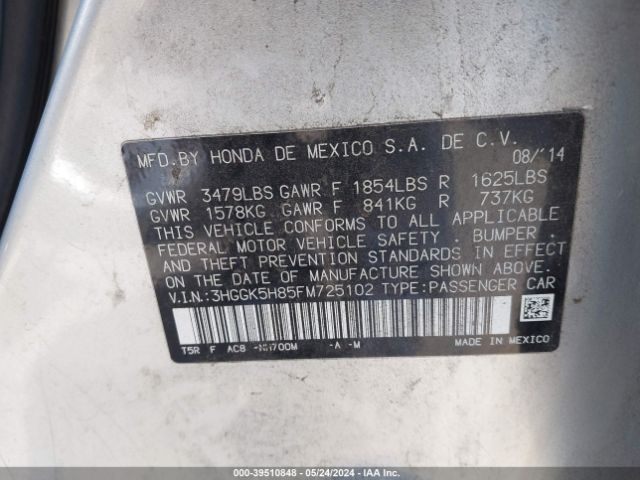 MFD.BY HONDA DE MEXICO S.A. DE C.V.
08/'14
GVWR 3479LBS GAWR F 1854LBS R 1625LBS
GVWR 1578KG GAWR F 841KG R 737KG
THIS VEHICLE CONFORMS TO ALL APPLICABLE
FEDERAL MOTOR VEHICLE SAFETY . BUMPER .
AND THEFT PREVENTION STANDARDS IN EFFECT
ON THE DATE OF MANUFACTURE SHOWN ABOVE.
V.I.N:3HGGK5H85FM725102 TYPE:PASSENGER CAR
T5R F AC8 -A -M
MADE IN MEXICO
000-39510848 - 05/24/2024 - IAA Inc.